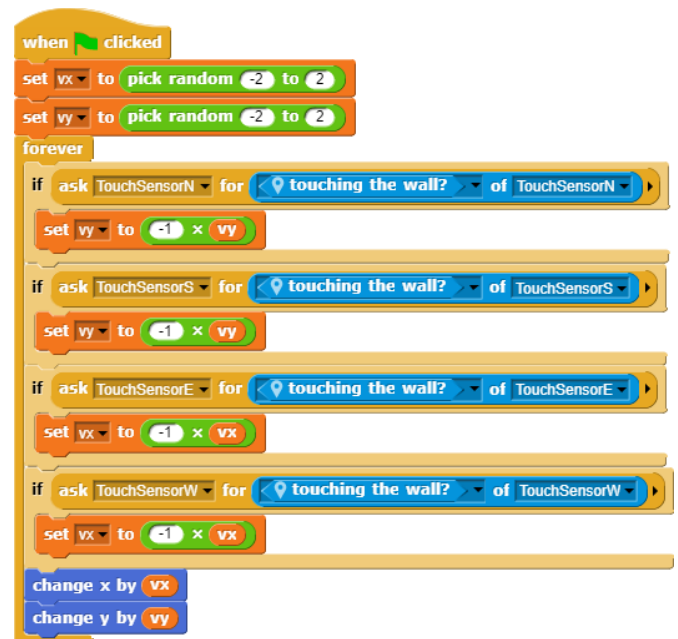 when clicked
set vx to pick random -2 to 2
set vy to pick random -2 to 2
forever
if ask TouchSensorN for touching the wall? of TouchSensorN
set vy to -1 × vy
if ask TouchSensorS for touching the wall? of TouchSensorS
set vy to -1 × vy
if ask TouchSensorE for touching the wall? of TouchSensorE
set vx to -1 × vx
if ask TouchSensorW for touching the wall? of TouchSensorW
set vx to -1 × vx
change x by vx
change y by vy